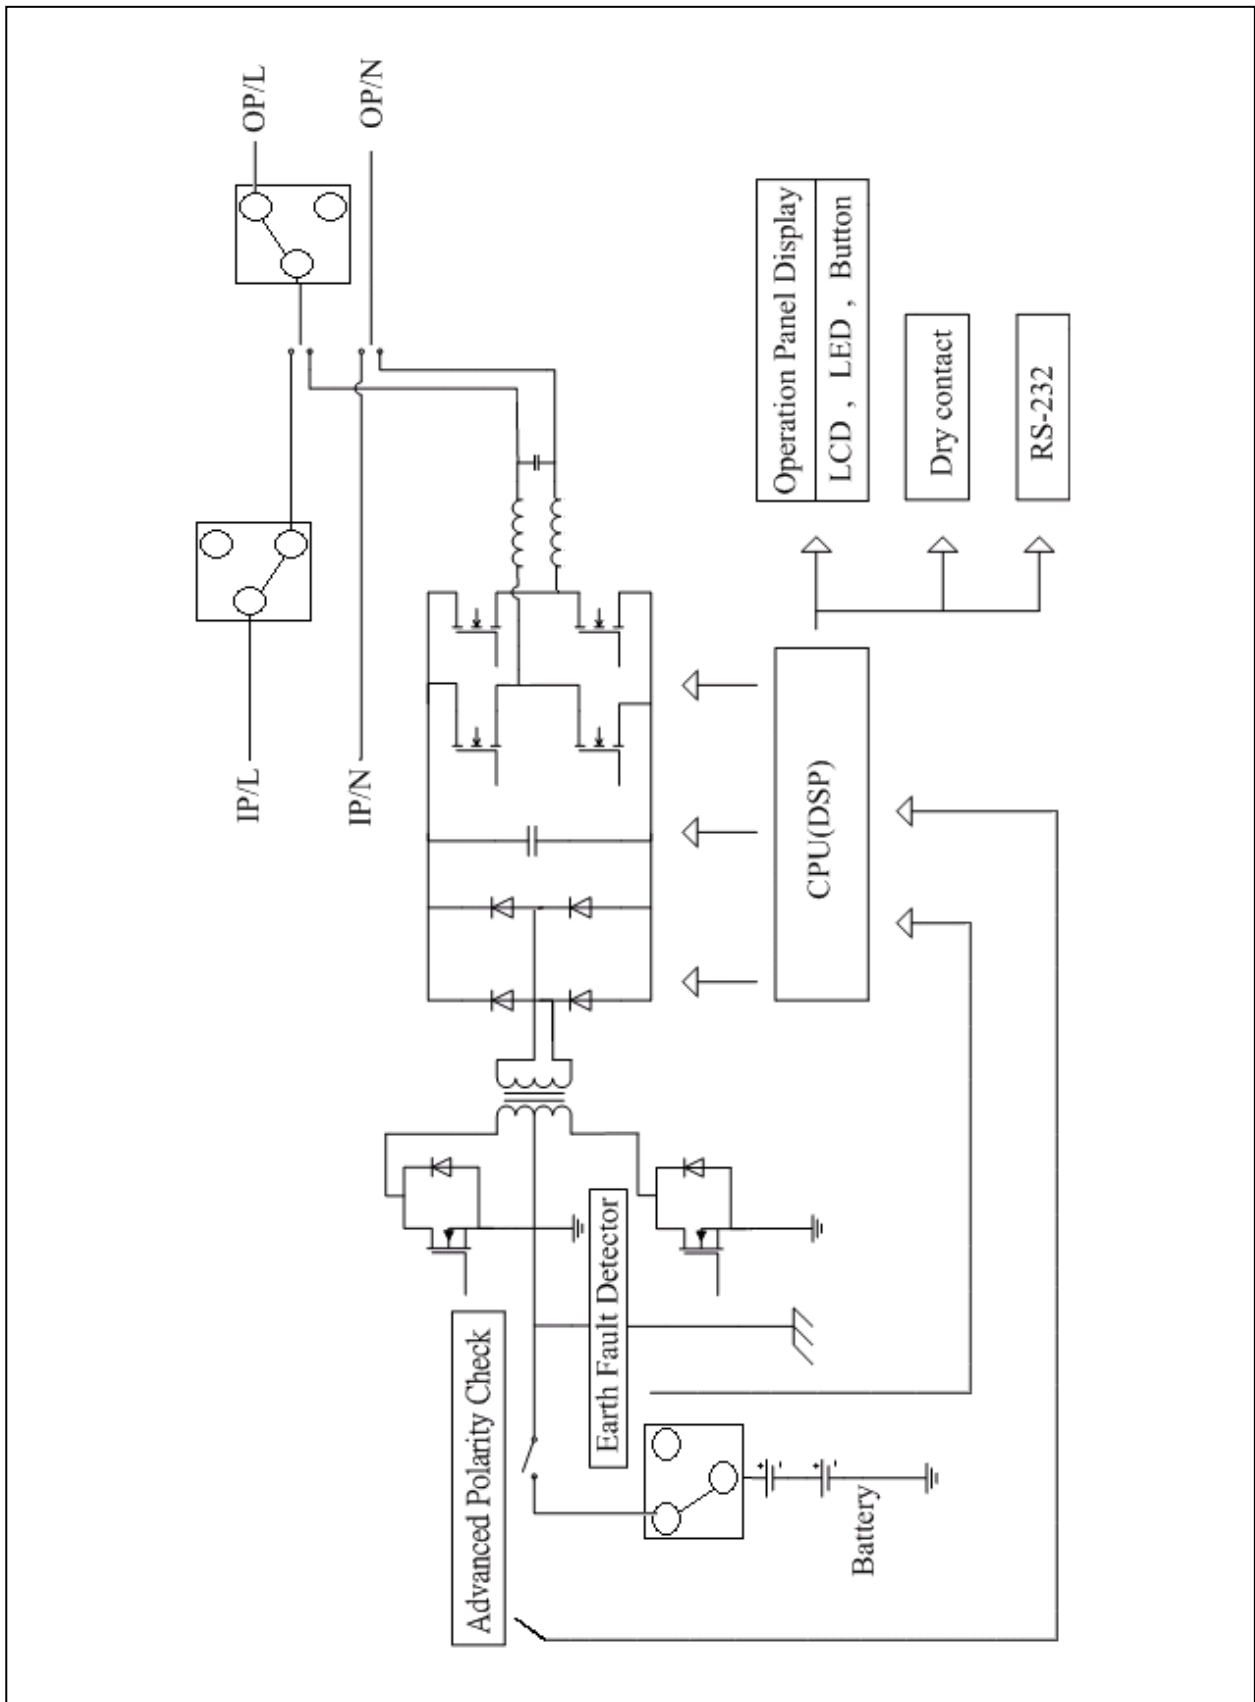 IP/L
OP/L
IP/N
OP/N
Advanced Polarity Check
Earth Fault Detector
CPU(DSP)
Operation Panel Display
LCD , LED , Button
Battery
Dry contact
RS-232